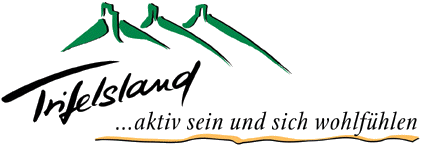 Trifelsland
...aktiv sein und sich wohlfühlen